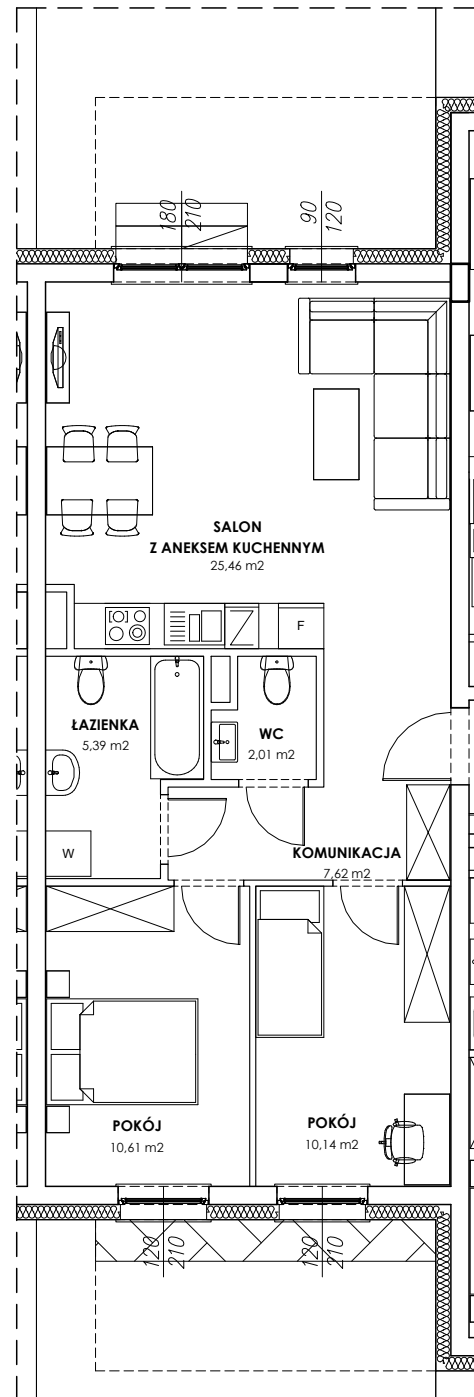 180
210
90
120
SALON
Z ANEKSEM KUCHENNYM
25,46 m2
F
ŁAZIENKA
5,39 m2
WC
2,01 m2
W
KOMUNIKACJA
7,62 m2
POKÓJ
10,61 m2
POKÓJ
10,14 m2
120
210
120
210